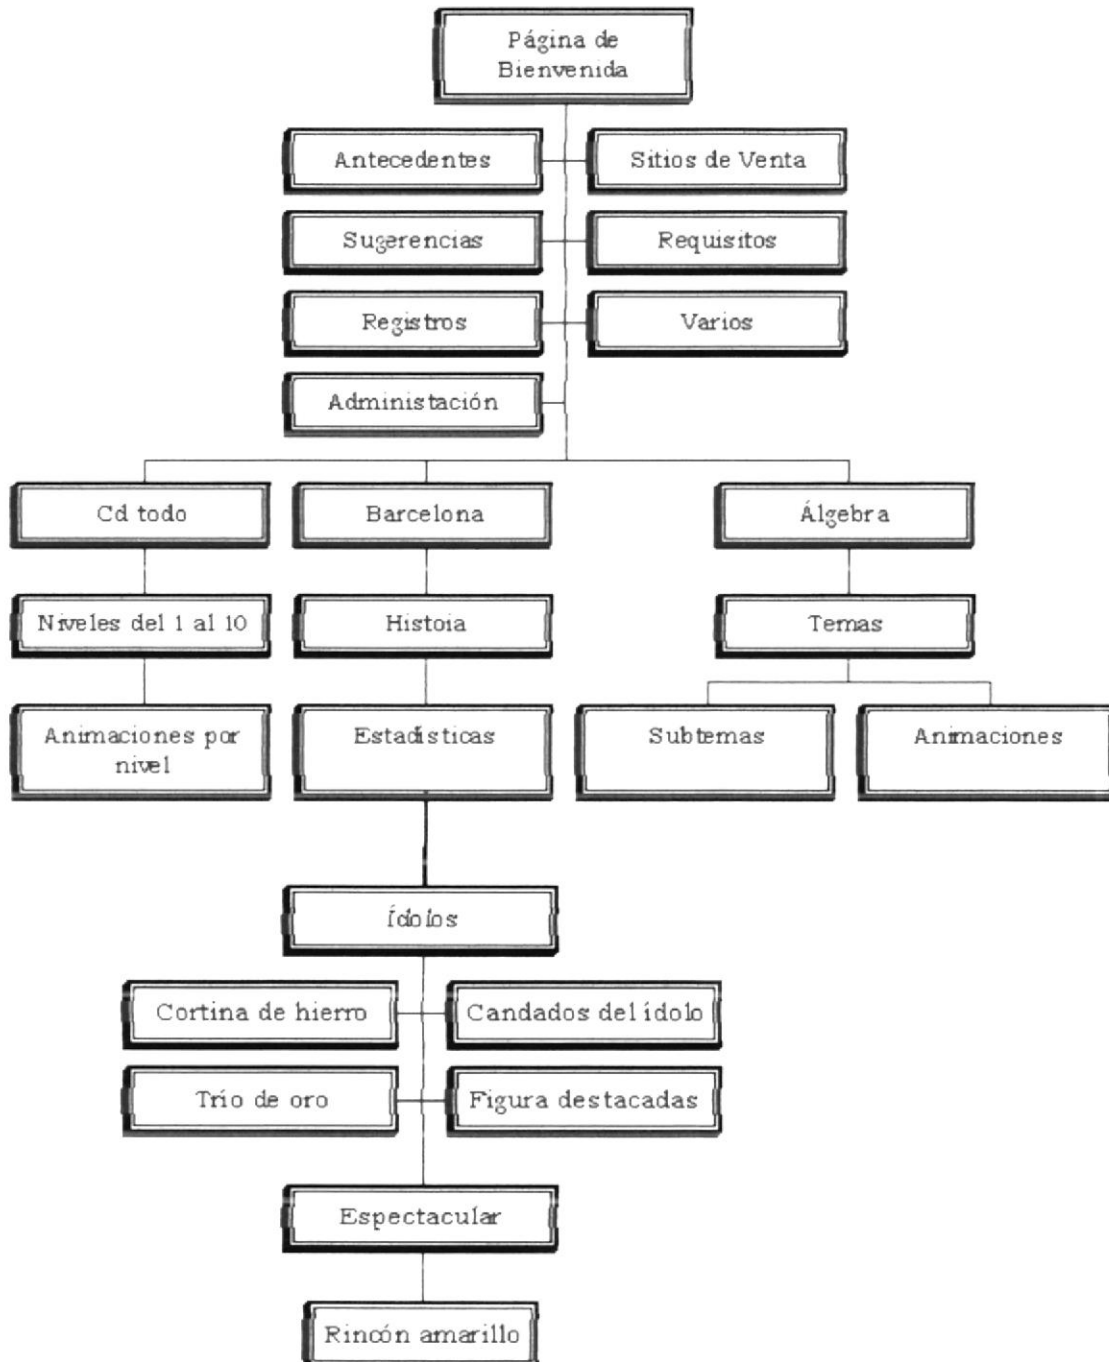 Página de
Bienvenida
Antecedentes
Sitios de Venta
Sugerencias
Requisitos
Registros
Varios
Administación
Cd todo
Barcelona
Álgebra
Niveles del 1 al 10
Histoia
Temas
Animaciones por
nivel
Estadísticas
Subtemas
Animaciones
Ídolos
Cortina de hierro
Candados del ídolo
Trío de oro
Figura destacadas
Espectacular
Rincón amarillo